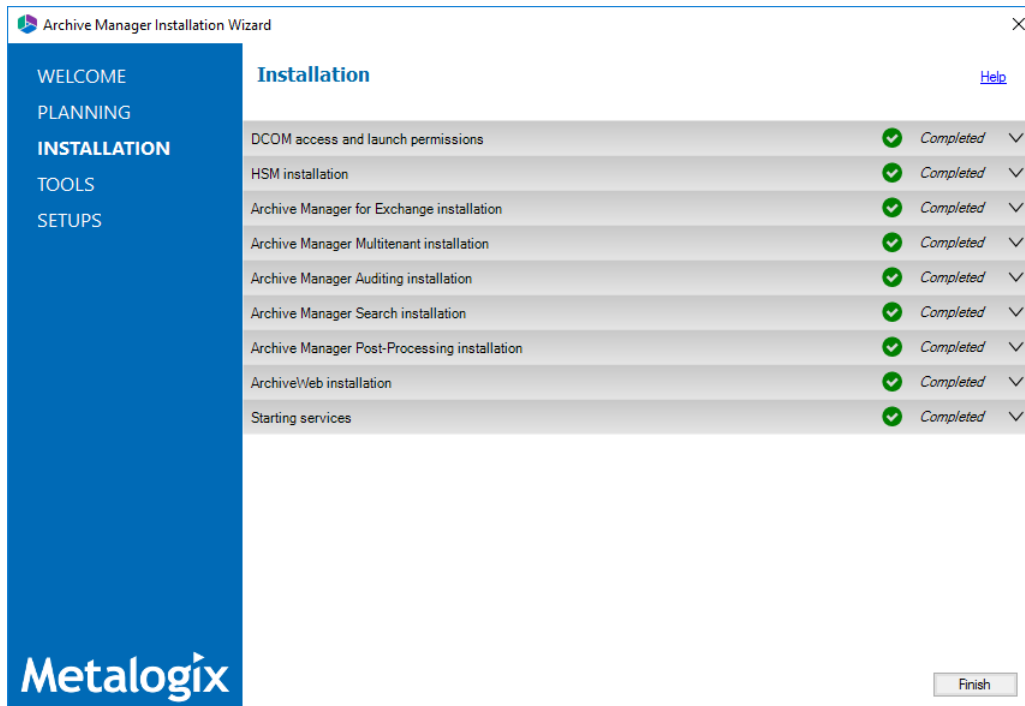 Archive Manager Installation Wizard
WELCOME
PLANNING
INSTALLATION
TOOLS
SETUPS
Installation
Help
DCOM access and launch permissions Completed
HSM installation Completed
Archive Manager for Exchange installation Completed
Archive Manager Multitenant installation Completed
Archive Manager Auditing installation Completed
Archive Manager Search installation Completed
Archive Manager Post-Processing installation Completed
ArchiveWeb installation Completed
Starting services Completed
Metalogix
Finish